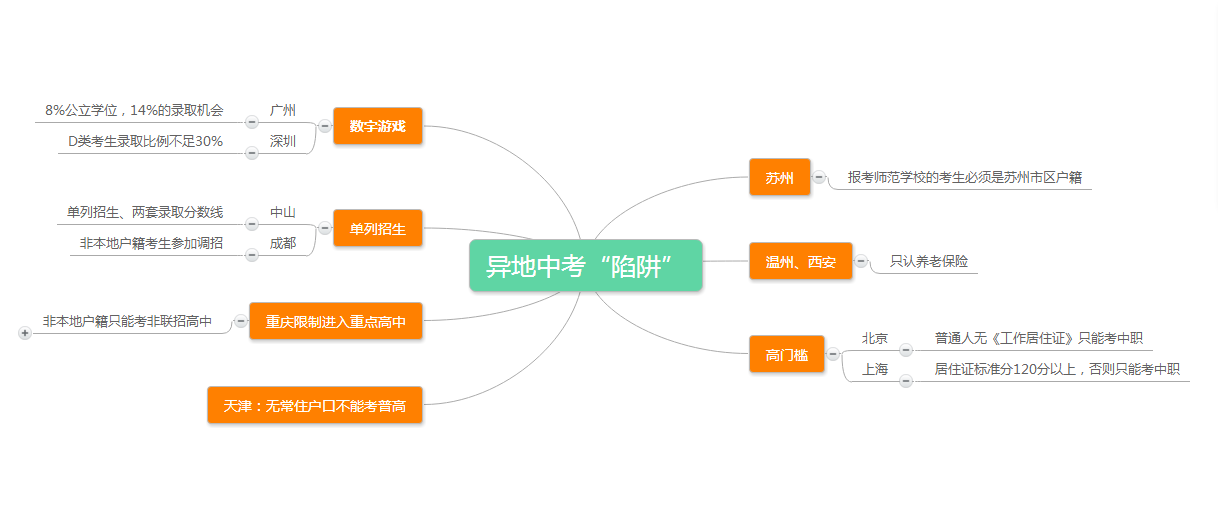 异地中考“陷阱”
数字游戏
广州
8%公立学位，14%的录取机会
深圳
D类考生录取比例不足30%
单列招生
中山
单列招生、两套录取分数线
成都
非本地户籍考生参加调招
重庆限制进入重点高中
非本地户籍只能考非联招高中
天津：无常住户口不能考普高
苏州
报考师范学校的考生必须是苏州市区户籍
温州、西安
只认养老保险
高门槛
北京
普通人无《工作居住证》只能考中职
上海
居住证标准分120分以上，否则只能考中职